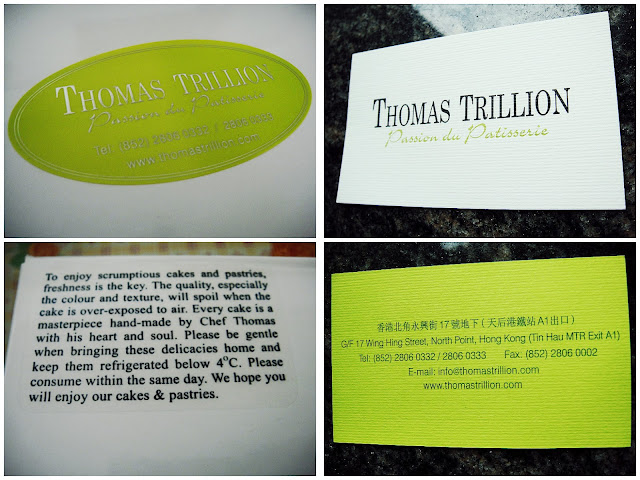 THOMAS TRILLION
Passion du Patisserie
Tel. (852) 2806 0332 / 2806 0333
www.thomastrillion.com
THOMAS TRILLION
Passion du Patisserie
To enjoy scrumptious cakes and pastries,
freshness is the key. The quality, especially
the colour and texture, will spoil when the
cake is over-exposed to air. Every cake is a
masterpiece hand-made by Chef Thomas
with his heart and soul. Please be gentle
when bringing these delicacies home and
keep them refrigerated below 4°C. Please
consume within the same day. We hope you
will enjoy our cakes & pastries.
香港北角永興街17號地下(天后港鐵站A1出口)
G/F 17 Wing Hing Street, North Point, Hong Kong (Tin Hau MTR Exit A1)
Tel: (852) 2806 0332 / 2806 0333 Fax: (852) 2806 0002
E-mail: info@thomastrillion.com
www.thomastrillion.com